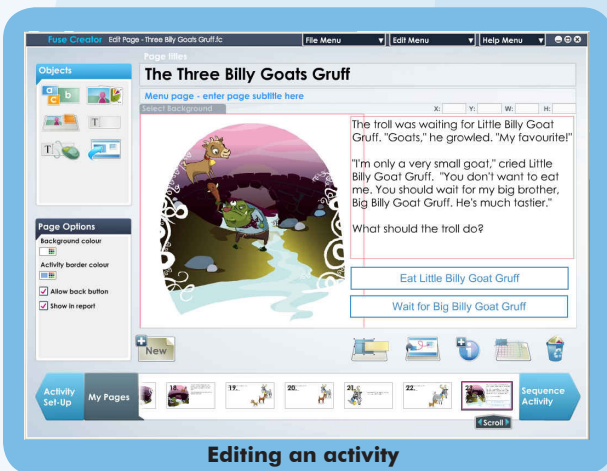 Fuse Creator Edit Page - Three Billy Goats Gruff.fc
File Menu
Edit Menu
Help Menu
Objects
Page titles
The Three Billy Goats Gruff
Menu page - enter page subtitle here
Select Background
X: Y: W: H:
The troll was waiting for Little Billy Goat
Gruff. "Goats," he growled. "My favourite!"
"I'm only a very small goat," cried Little
Billy Goat Gruff. "You don't want to eat
me. You should wait for my big brother,
Big Billy Goat Gruff. He's much tastier."
What should the troll do?
Eat Little Billy Goat Gruff
Wait for Big Billy Goat Gruff
Page Options
Background colour
Activity border colour
Allow back button
Show in report
New
Activity
Set-Up
My Pages
18.
19.
20.
21.
22.
Sequence
Activity
Scroll
Editing an activity